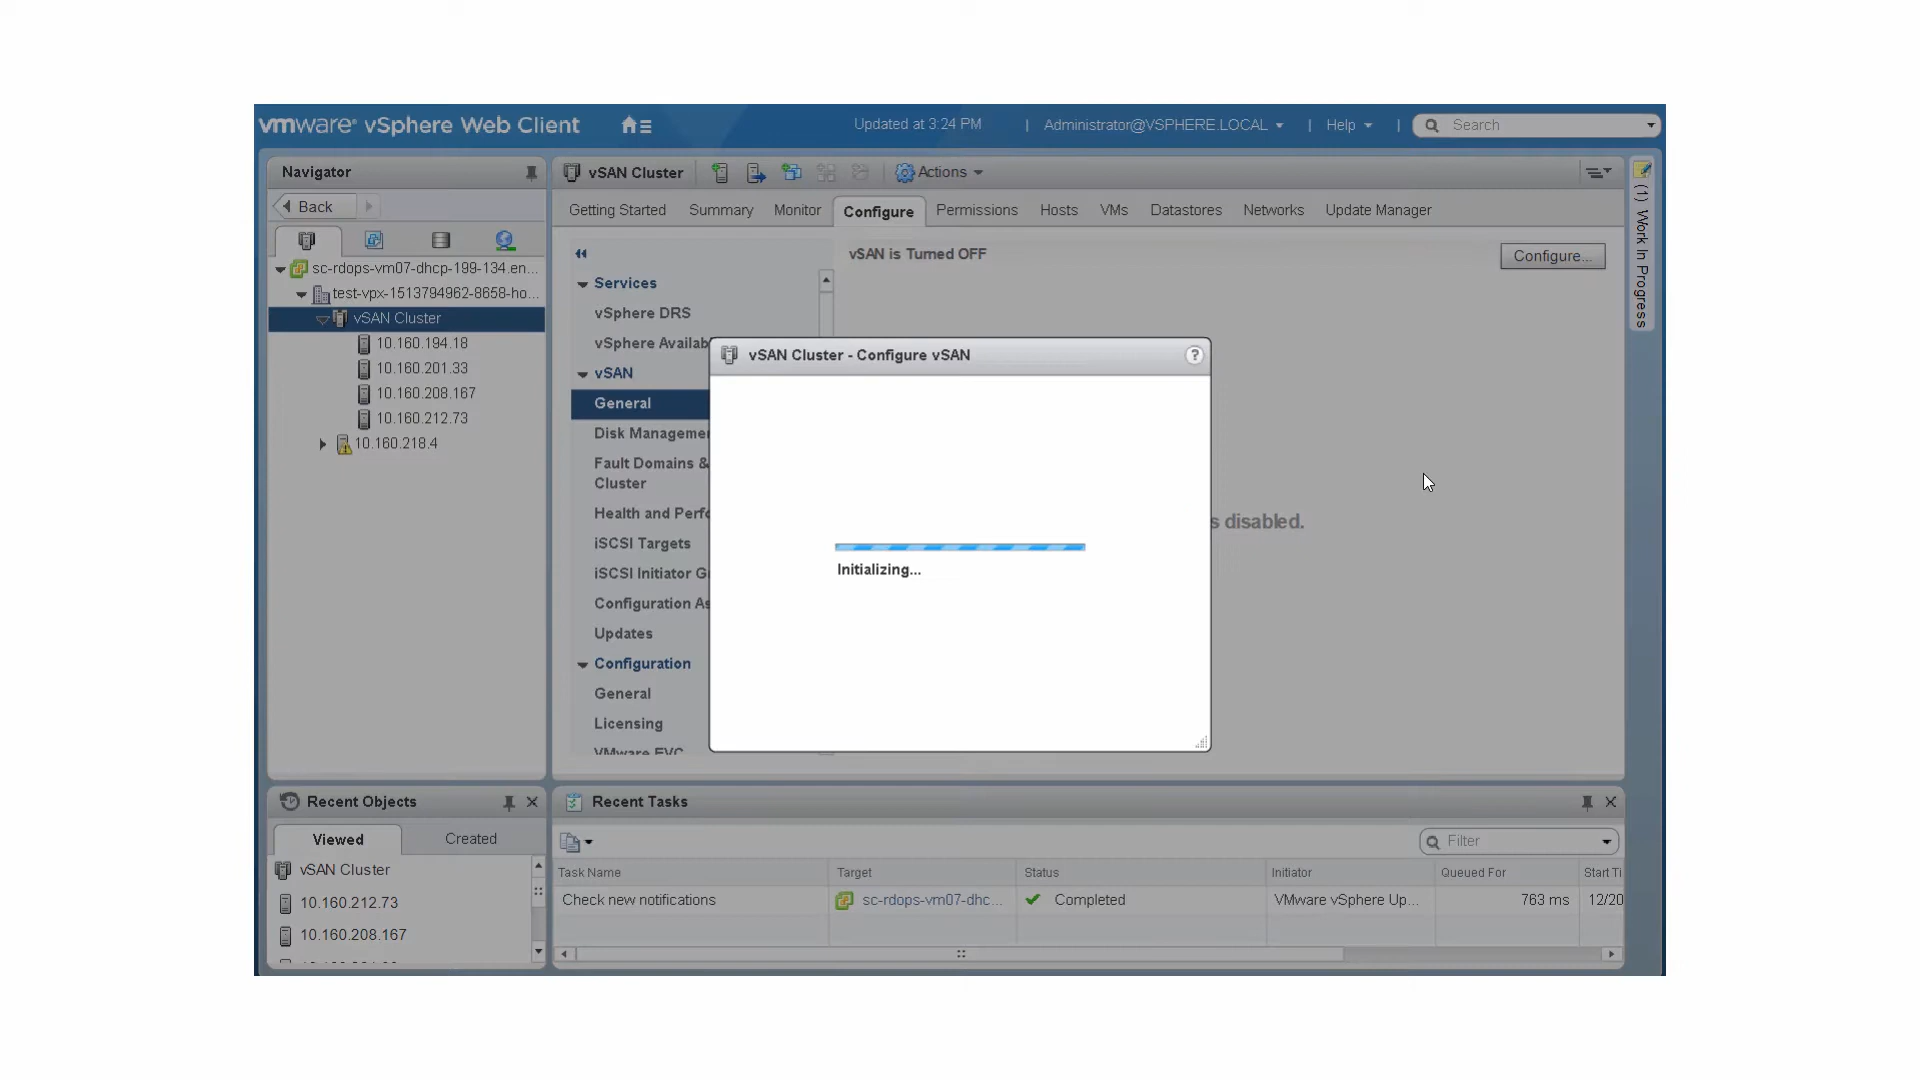 vmware® vSphere Web Client
Updated at 3:24 PM | Administrator@VSPHERE.LOCAL | Help | Search
Navigator
Back
sc-rdops-vm07-dhcp-199-134.en...
test-vpx-1513794962-8658-ho...
vSAN Cluster
10.160.194.18
10.160.201.33
10.160.208.167
10.160.212.73
10.160.218.4
vSAN Cluster
Actions
Getting Started Summary Monitor Configure Permissions Hosts VMs Datastores Networks Update Manager
Services
vSphere DRS
vSphere Availab
vSAN
General
Disk Manageme
Fault Domains &
Cluster
Health and Perfo
iSCSI Targets
iSCSI Initiator G
Configuration As
Updates
Configuration
General
Licensing
VMware EVC
vSAN is Turned OFF
Configure...
s disabled.
vSAN Cluster - Configure vSAN
?
Initializing...
(1) Work In Progress
Recent Objects
Viewed Created
vSAN Cluster
10.160.212.73
10.160.208.167
Recent Tasks
Filter
Task Name Target Status Initiator Queued For Start Ti
Check new notifications sc-rdops-vm07-dhc... Completed VMware vSphere Up... 763 ms 12/20